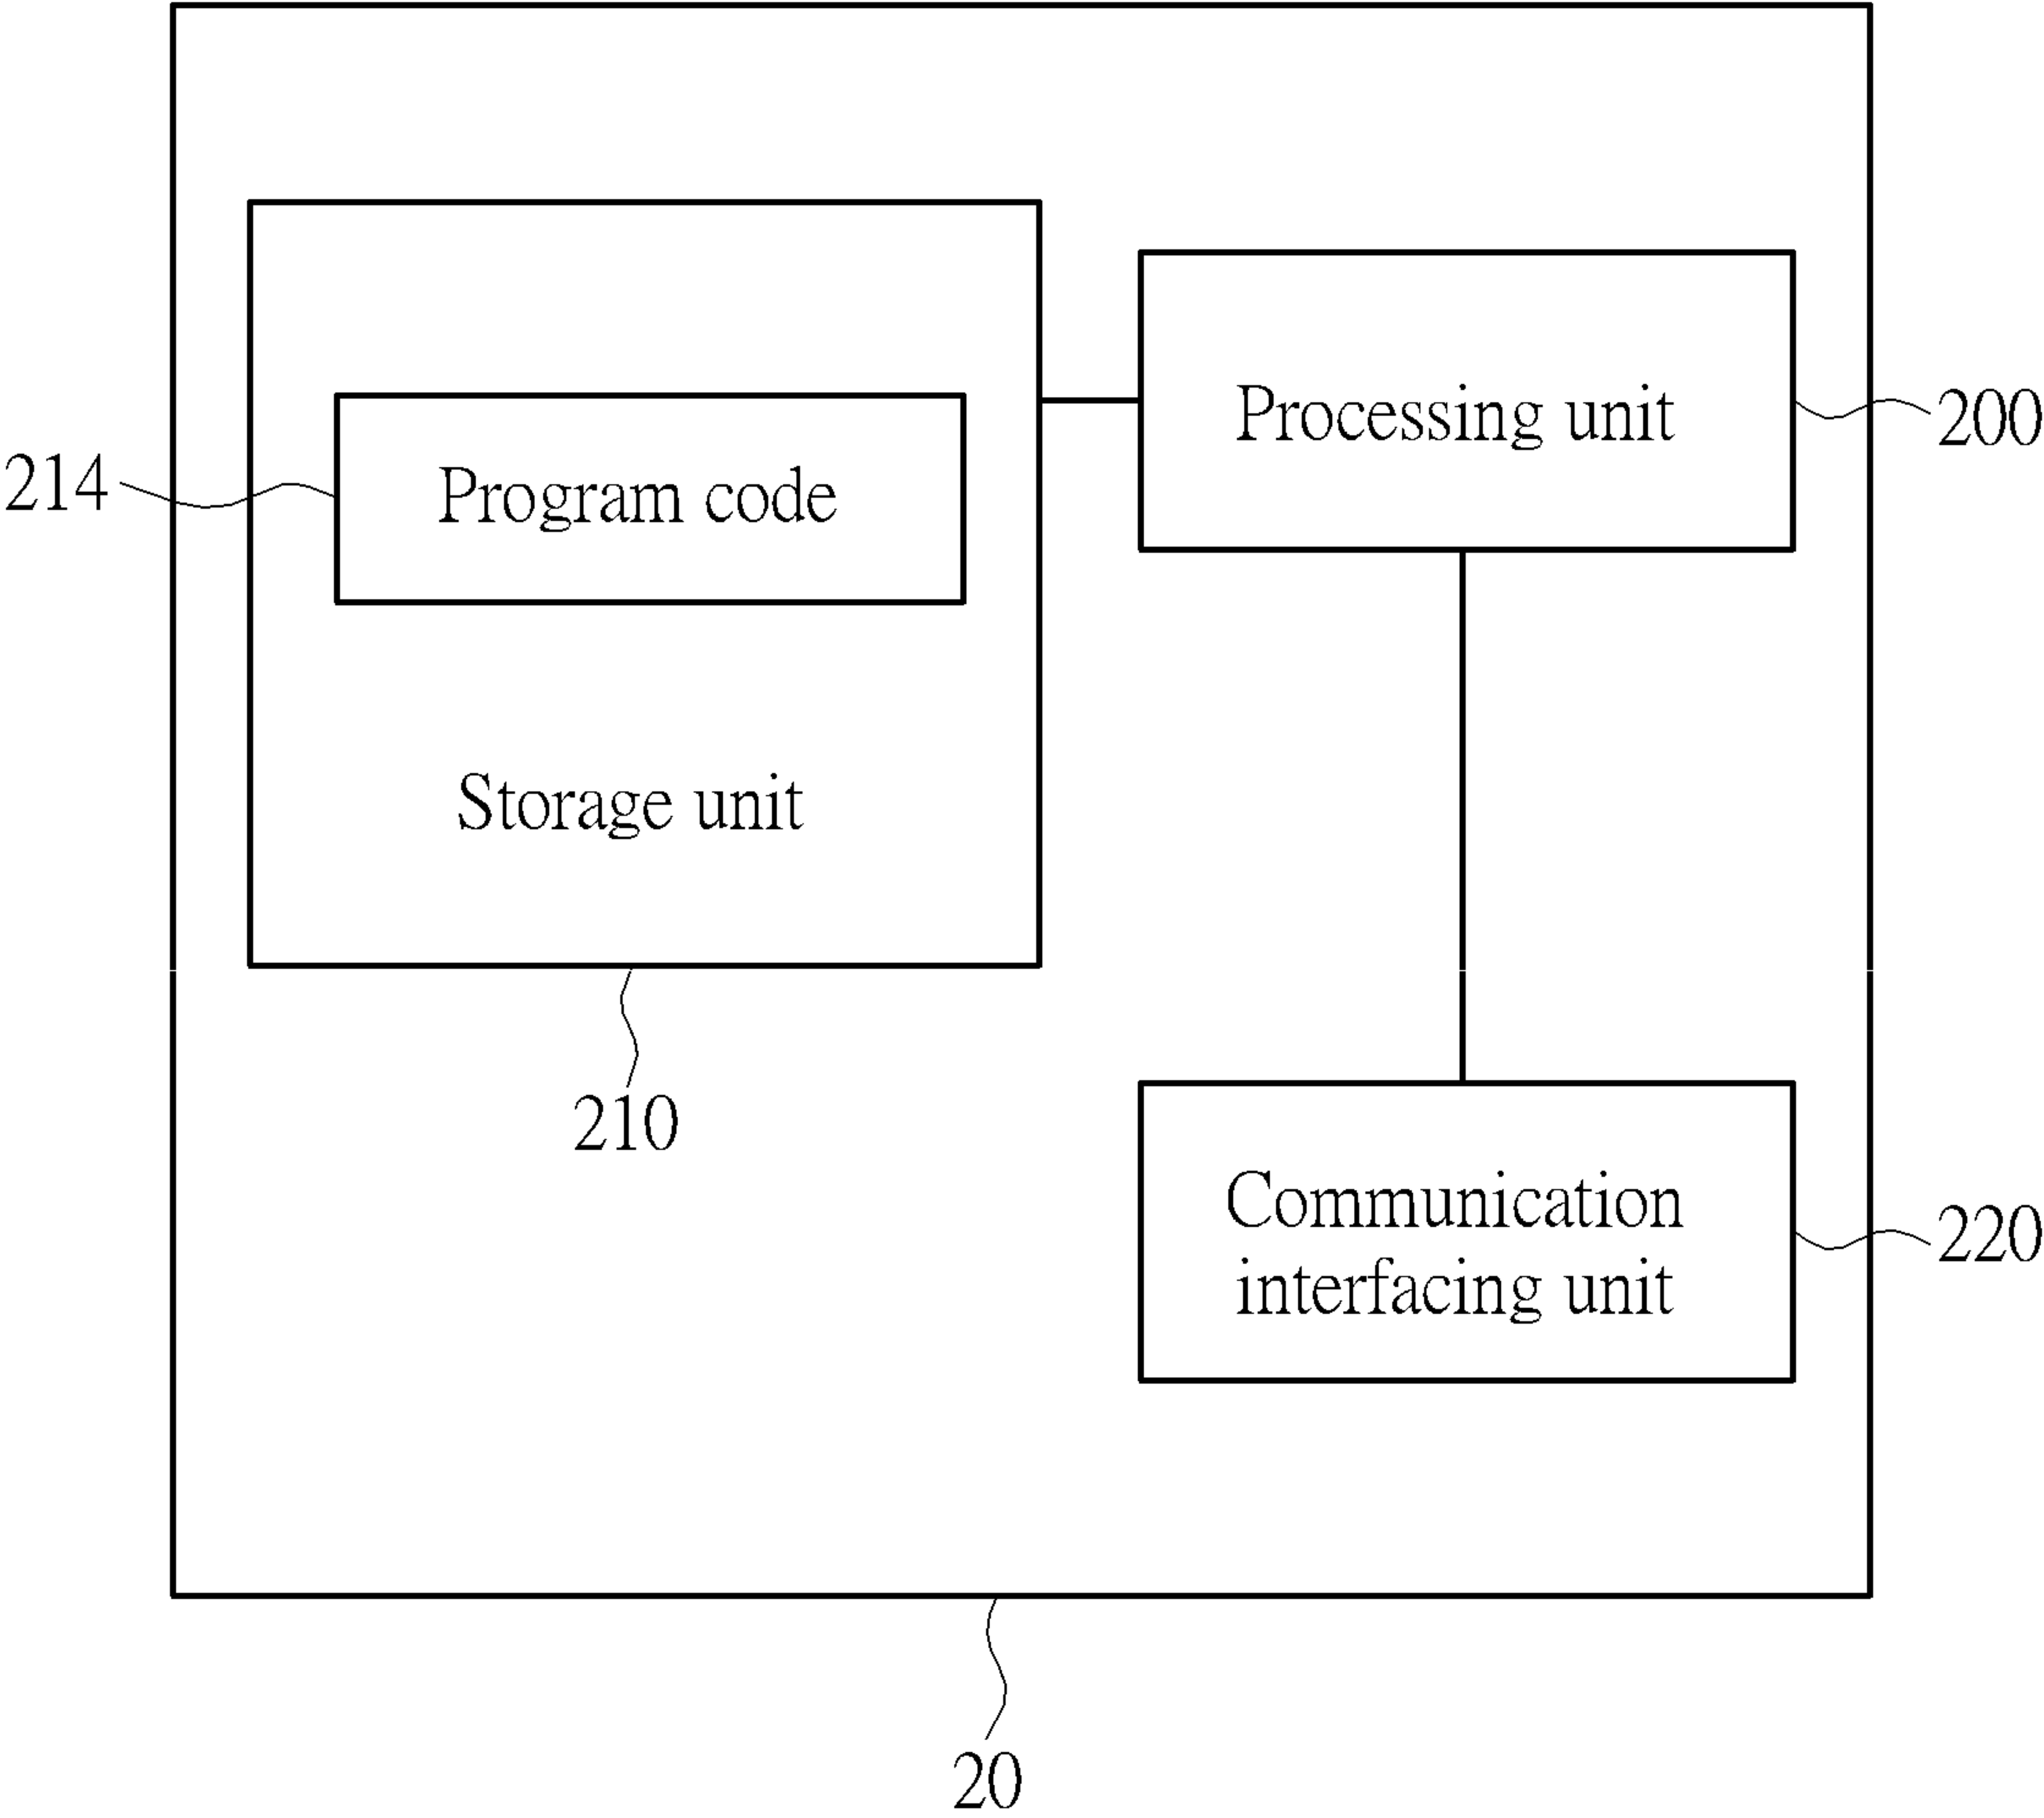 Processing unit
200
214
Program code
Storage unit
210
Communication
interfacing unit
220
20